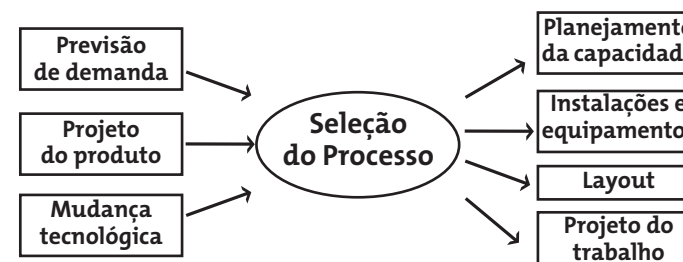 Previsão
de demanda
Projeto
do produto
Mudança
tecnológica
Seleção
do Processo
Planejament
da capacidad
Instalações e
equipamento
Layout
Projeto do
trabalho